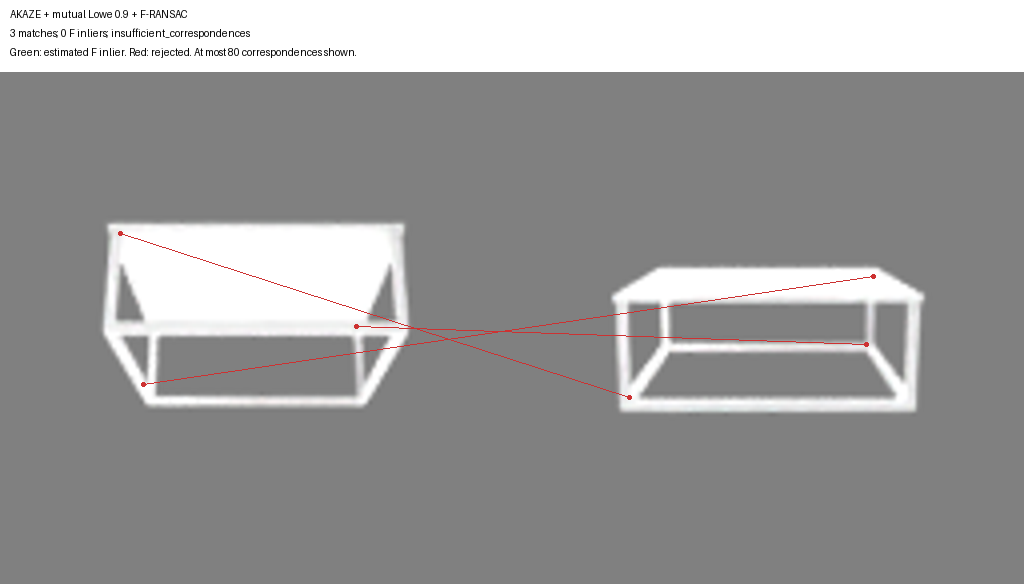 AKAZE + mutual Lowe 0.9 + F-RANSAC
3 matches; 0 F inliers; insufficient_correspondences
Green: estimated F inlier. Red: rejected. At most 80 correspondences shown.